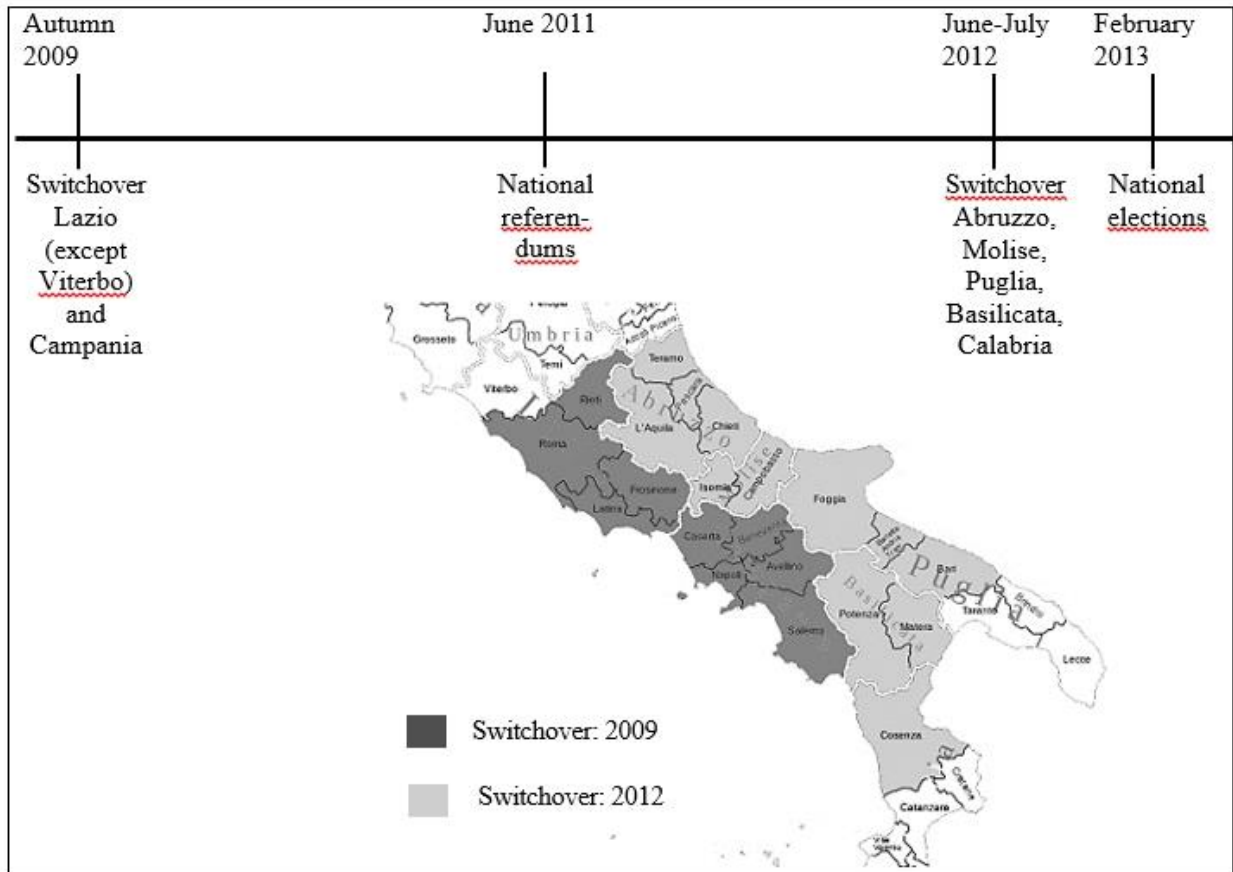 Autumn
2009
June 2011
June-July
2012
February
2013
Switchover
Lazio
(except
Viterbo)
and
Campania
National
referen-
dums
Switchover
Abruzzo,
Molise,
Puglia,
Basilicata,
Calabria
National
elections
Umbria
Grosseto
Terni
Viterbo
Teramo
Rieti
Abruzzo
Pescara
L'Aquila
Chieti
Roma
Molise
Isernia
Campobasso
Frosinone
Latina
Foggia
Caserta
Benevento
Avellino
Napoli
Bari
Puglia
Brindisi
Basilicata
Potenza
Taranto
Salerno
Matera
Lecce
Cosenza
Crotone
Catanzaro
Switchover: 2009
Switchover: 2012